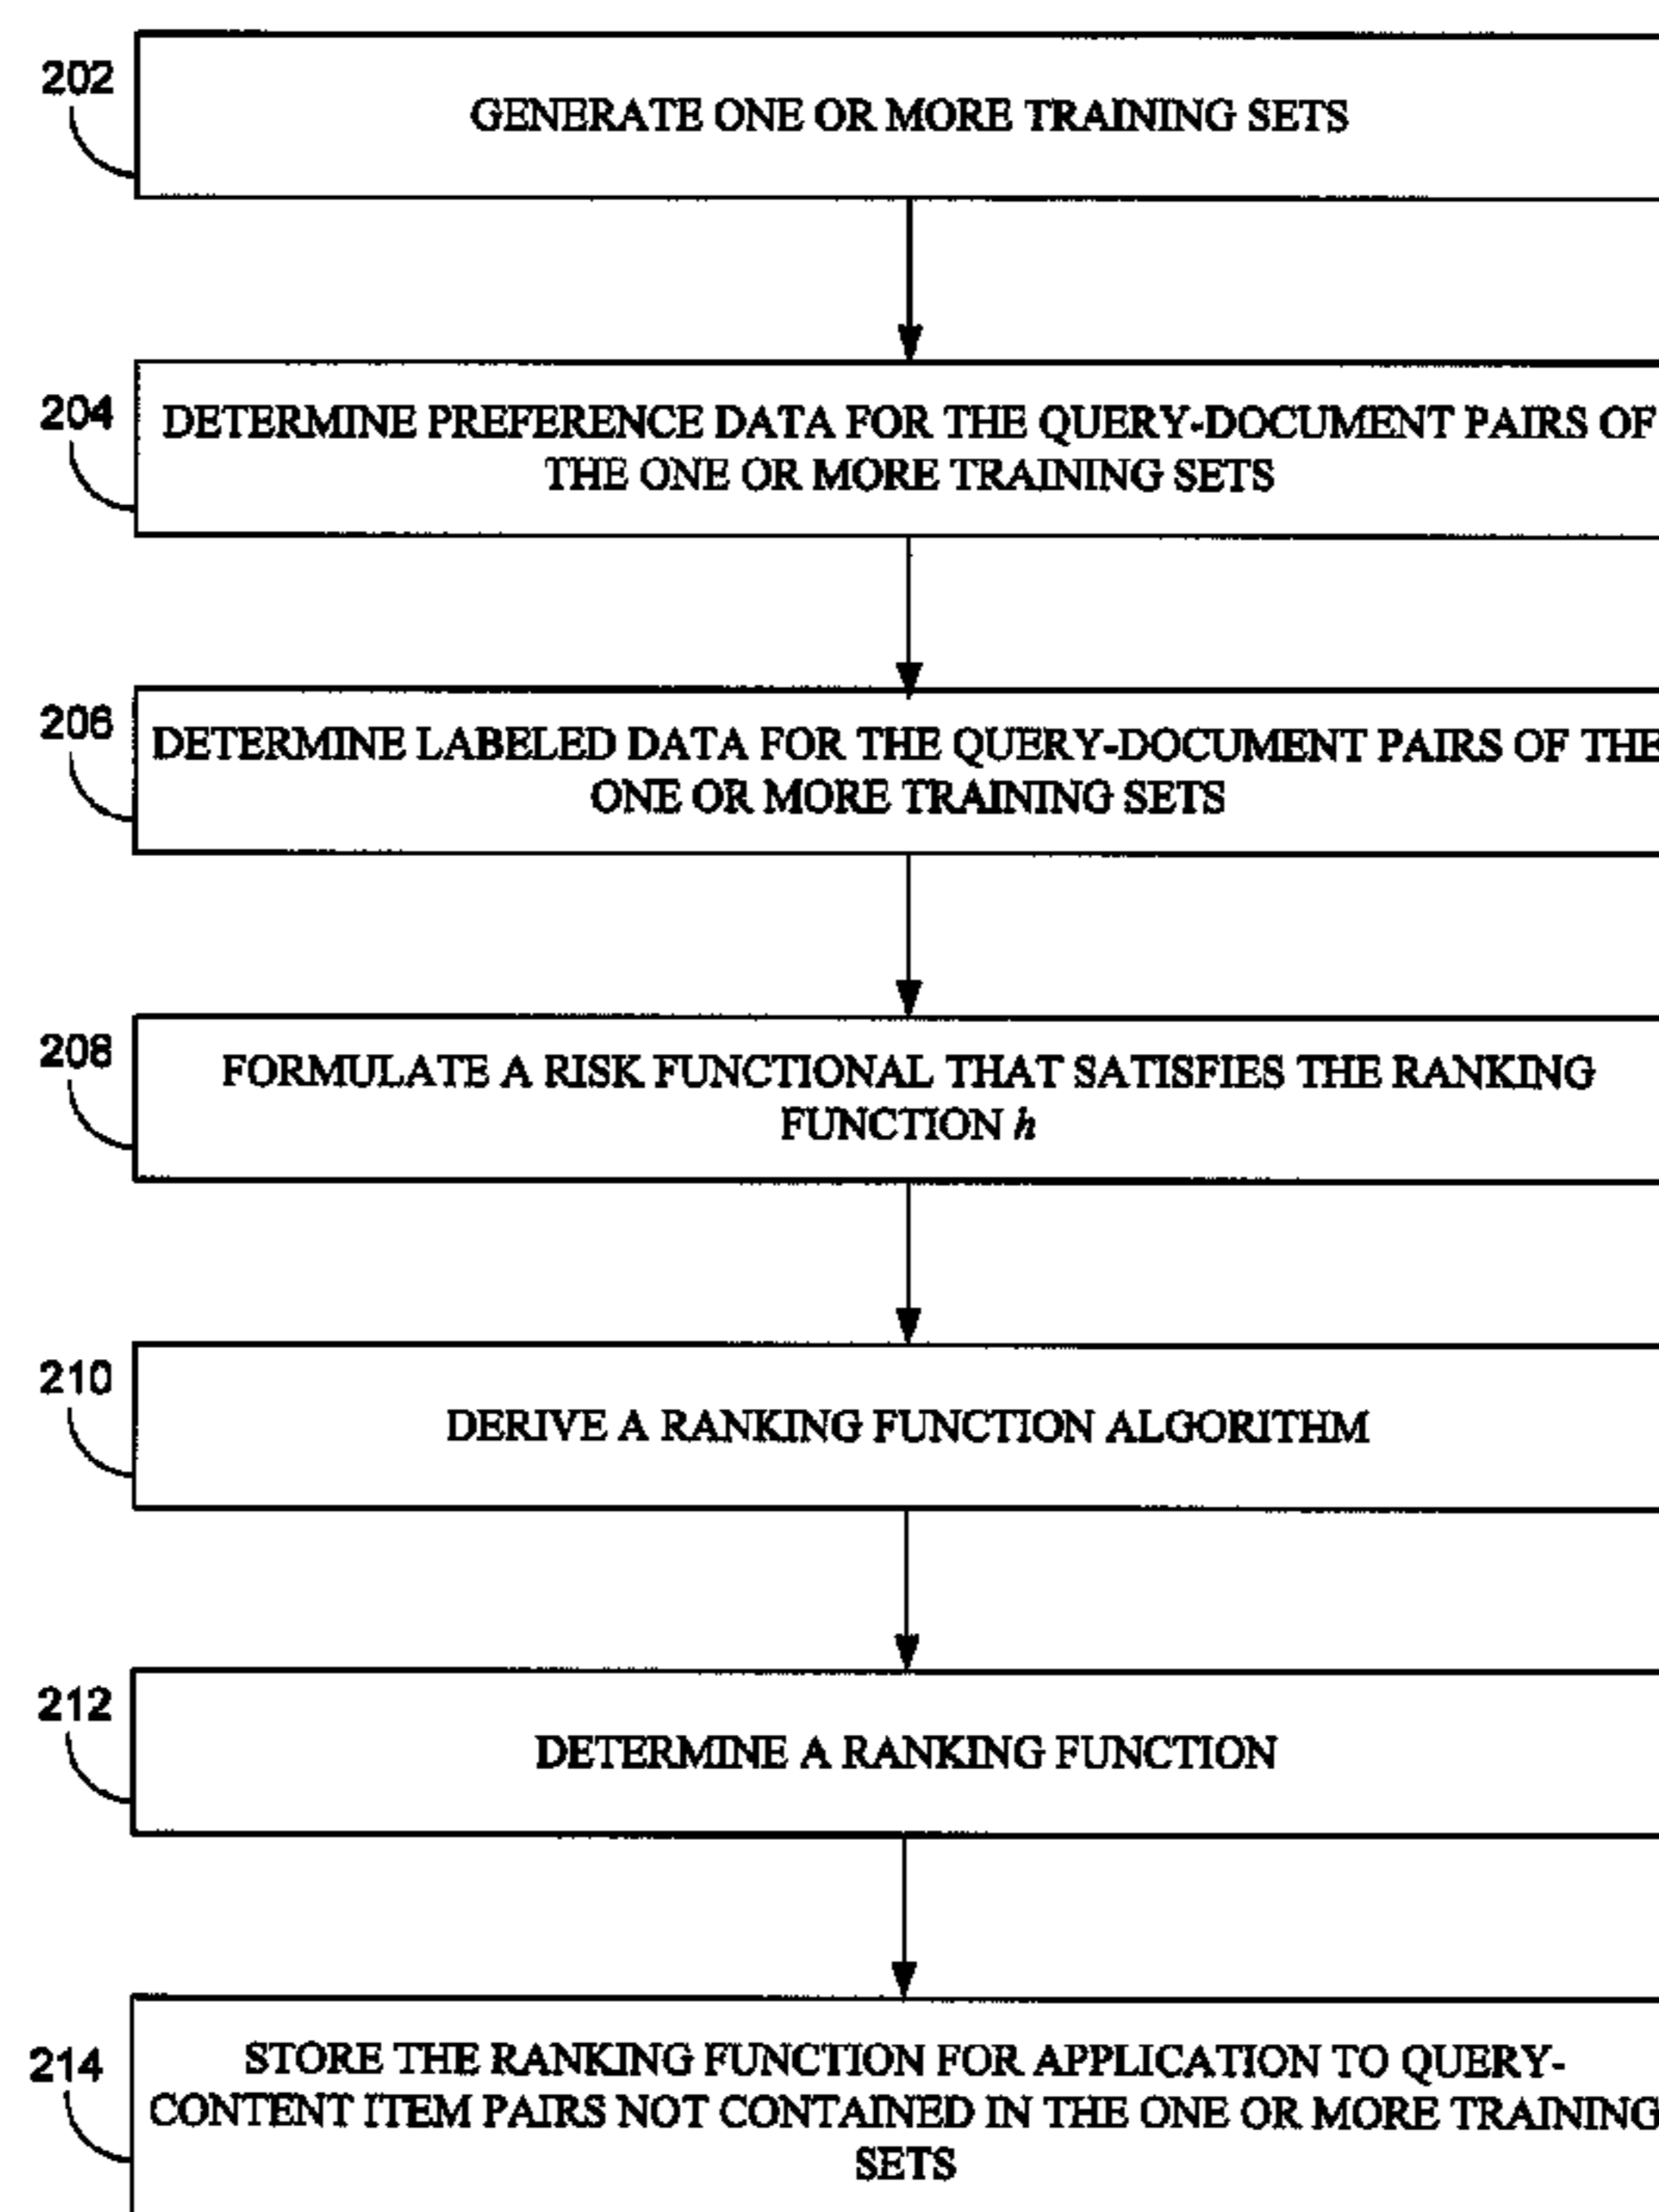 202
GENERATE ONE OR MORE TRAINING SETS
204
DETERMINE PREFERENCE DATA FOR THE QUERY-DOCUMENT PAIRS OF
THE ONE OR MORE TRAINING SETS
206
DETERMINE LABELED DATA FOR THE QUERY-DOCUMENT PAIRS OF THE
ONE OR MORE TRAINING SETS
208
FORMULATE A RISK FUNCTIONAL THAT SATISFIES THE RANKING
FUNCTION h
210
DERIVE A RANKING FUNCTION ALGORITHM
212
DETERMINE A RANKING FUNCTION
214
STORE THE RANKING FUNCTION FOR APPLICATION TO QUERY-
CONTENT ITEM PAIRS NOT CONTAINED IN THE ONE OR MORE TRAINING
SETS